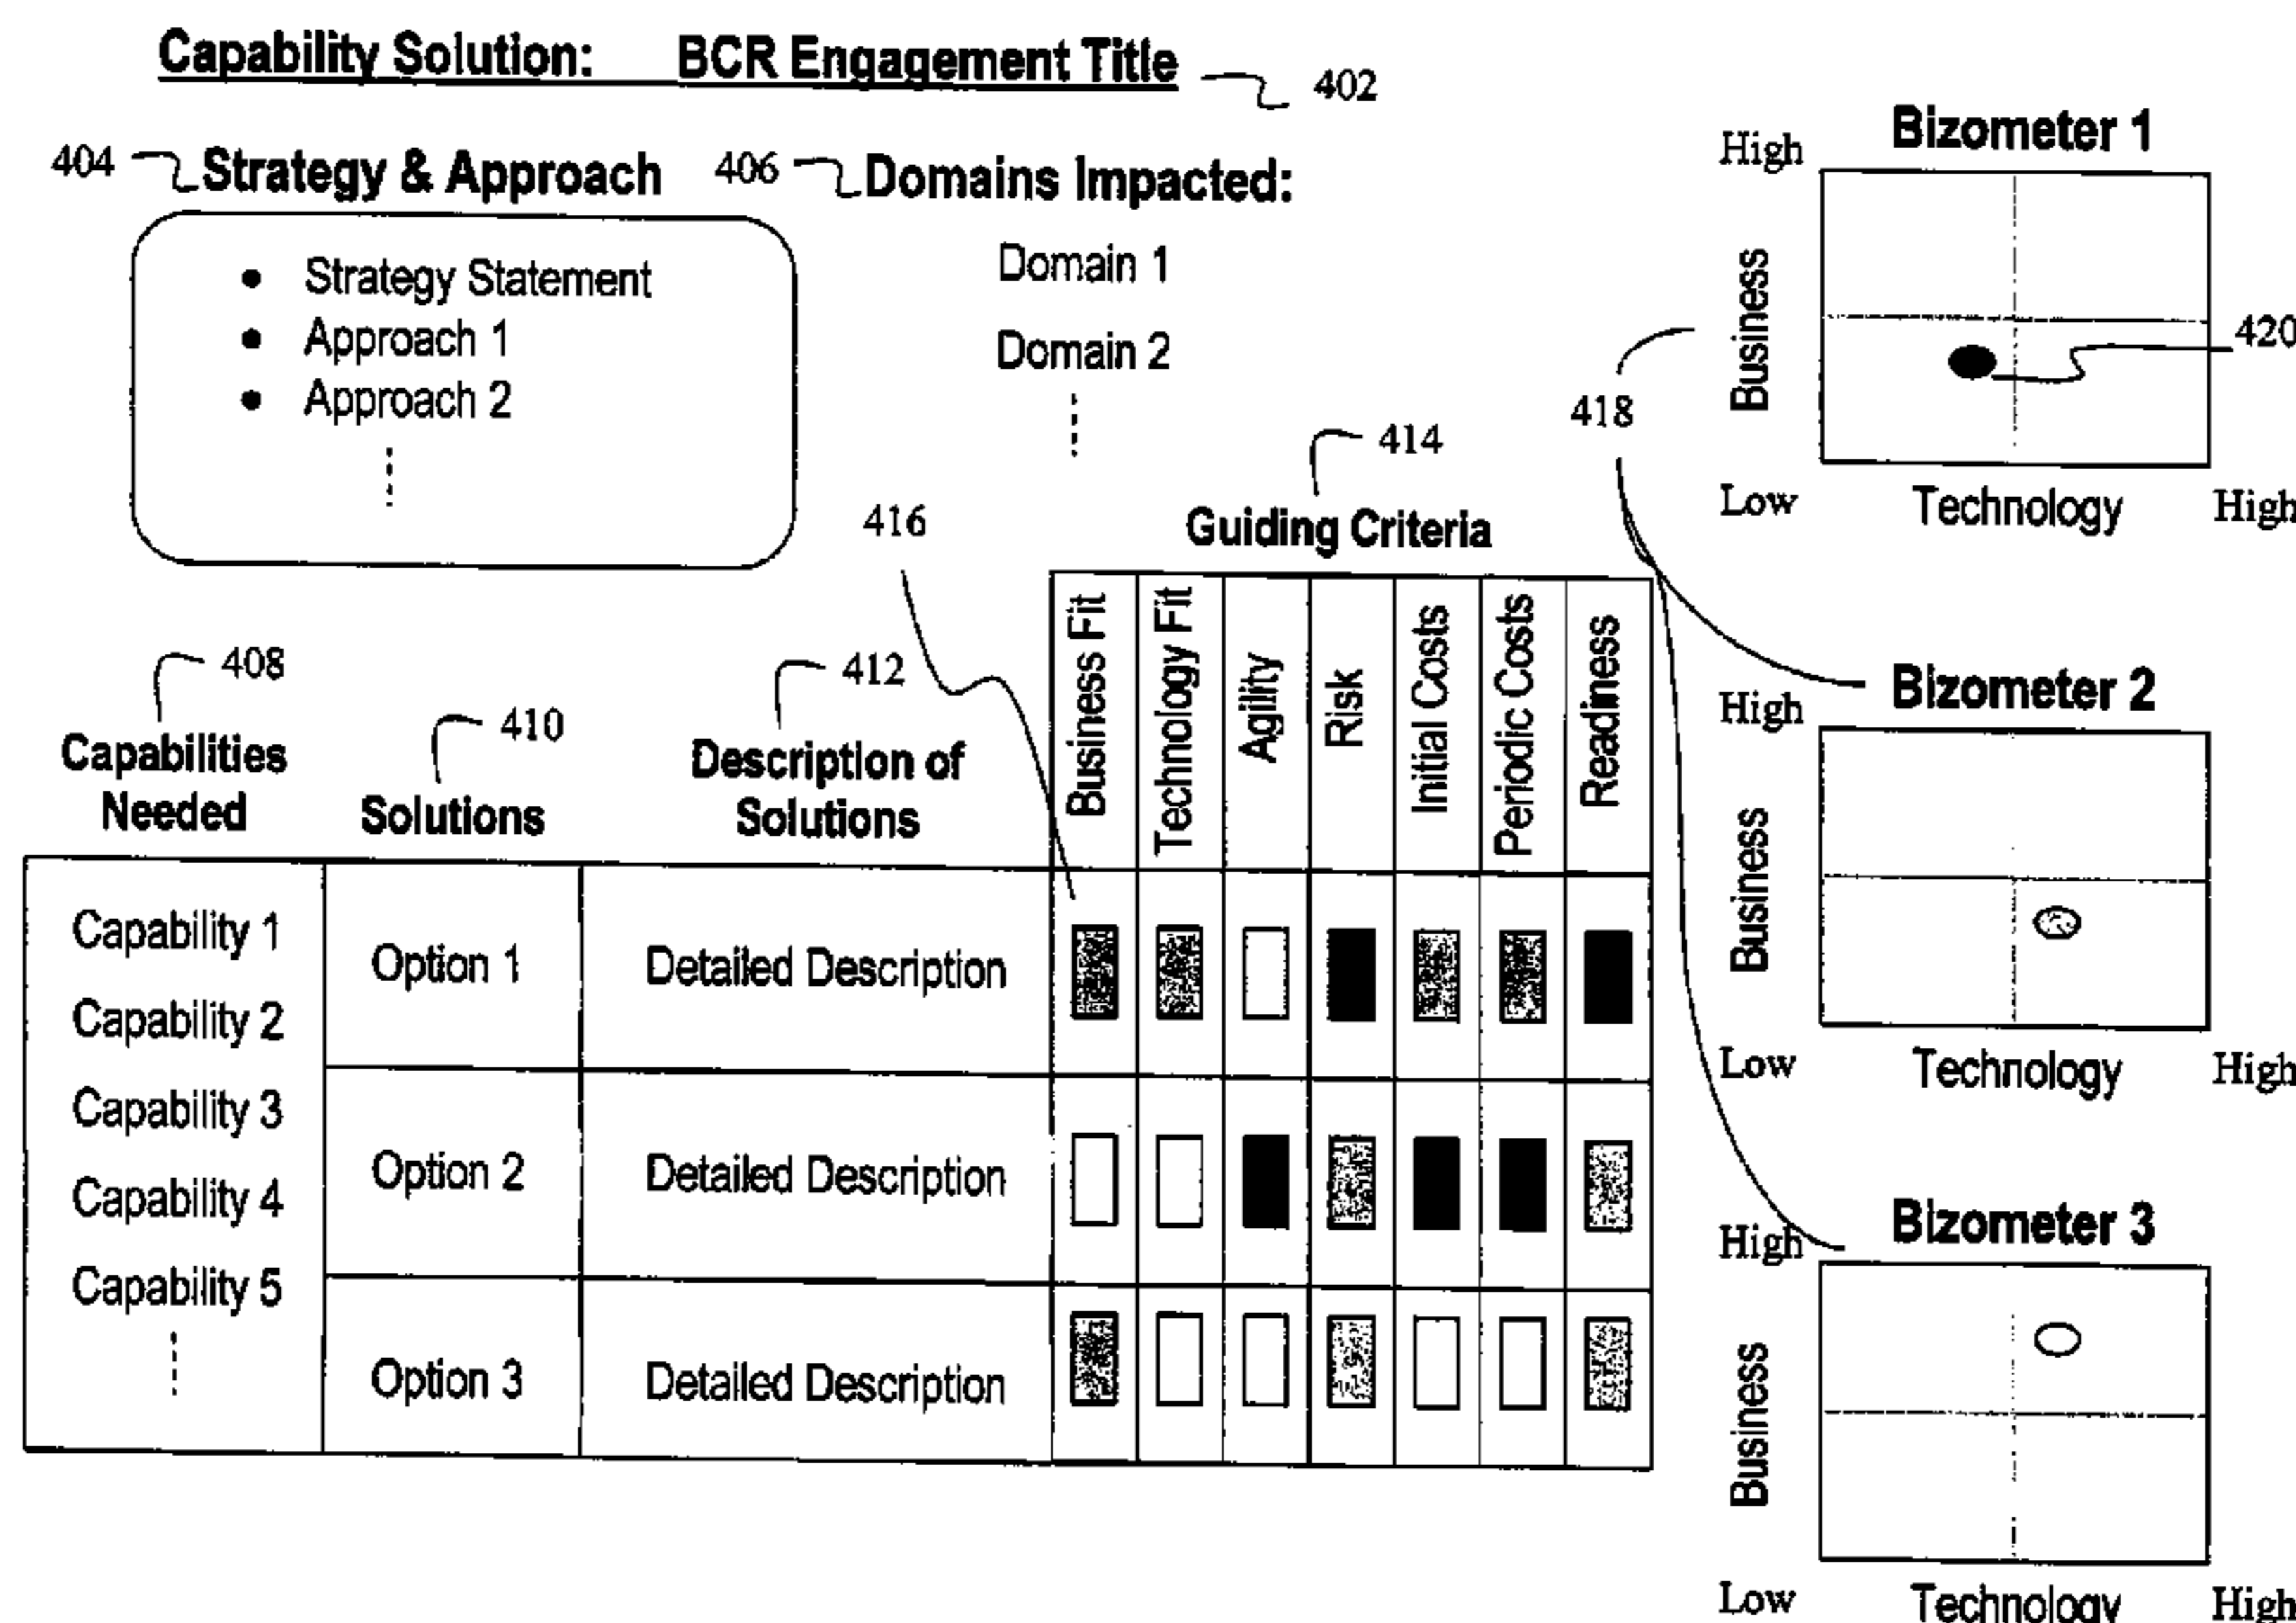 Capability Solution: BCR Engagement Title
402
404
Strategy & Approach
406
Domains Impacted:
• Strategy Statement
• Approach 1
• Approach 2
Domain 1
Domain 2
414
Guiding Criteria
416
408
Capabilities
Needed
410
Solutions
412
Description of
Solutions
Business Fit
Technology Fit
Agility
Risk
Initial Costs
Periodic Costs
Readiness
Capability 1
Capability 2
Capability 3
Capability 4
Capability 5
Option 1
Detailed Description
Option 2
Detailed Description
Option 3
Detailed Description
418
Bizometer 1
High
Business
420
Low
Technology
High
Bizometer 2
High
Business
Low
Technology
High
Bizometer 3
High
Business
Low
Technology
High